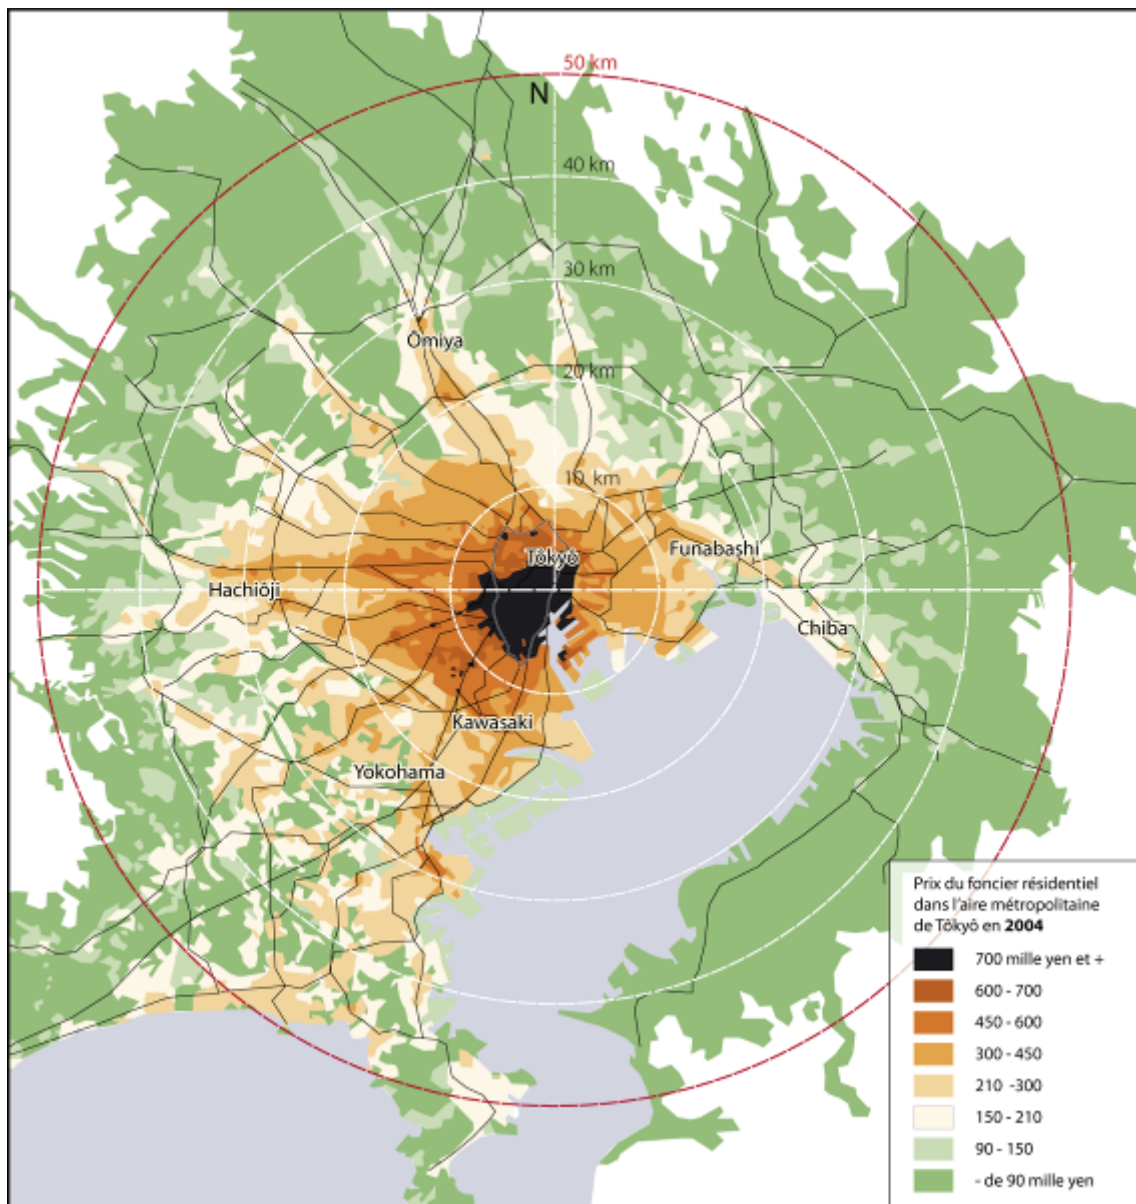 50 km
N
40 km
30 km
Ōmiya
20 km
10 km
Tôkyô
Funabashi
Hachiôji
Chiba
Kawasaki
Yokohama
Prix du foncier résidentiel
dans l'aire métropolitaine
de Tôkyô en 2004
700 mille yen et +
600 - 700
450 - 600
300 - 450
210 -300
150 - 210
90 - 150
- de 90 mille yen